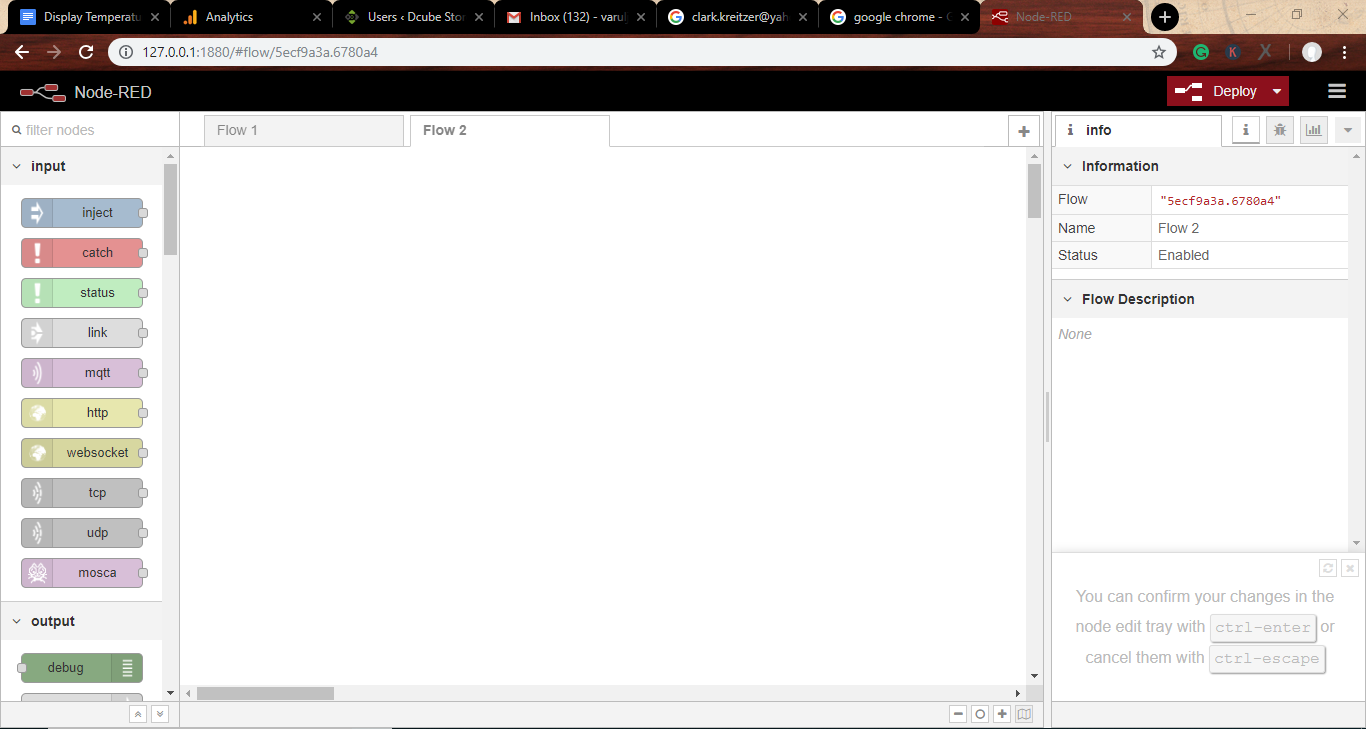 Display Temperatu
Analytics
Users ‹ Dcube Stor
Inbox (132) - varul
clark.kreitzer@yah
google chrome - G
Node-RED
127.0.0.1:1880/#flow/5ecf9a3a.6780a4
Node-RED
Deploy
filter nodes
Flow 1
Flow 2
info
input
inject
catch
status
link
mqtt
http
websocket
tcp
udp
mosca
output
debug
Information
Flow "5ecf9a3a.6780a4"
Name Flow 2
Status Enabled
Flow Description
None
You can confirm your changes in the
node edit tray with ctrl-enter or
cancel them with ctrl-escape